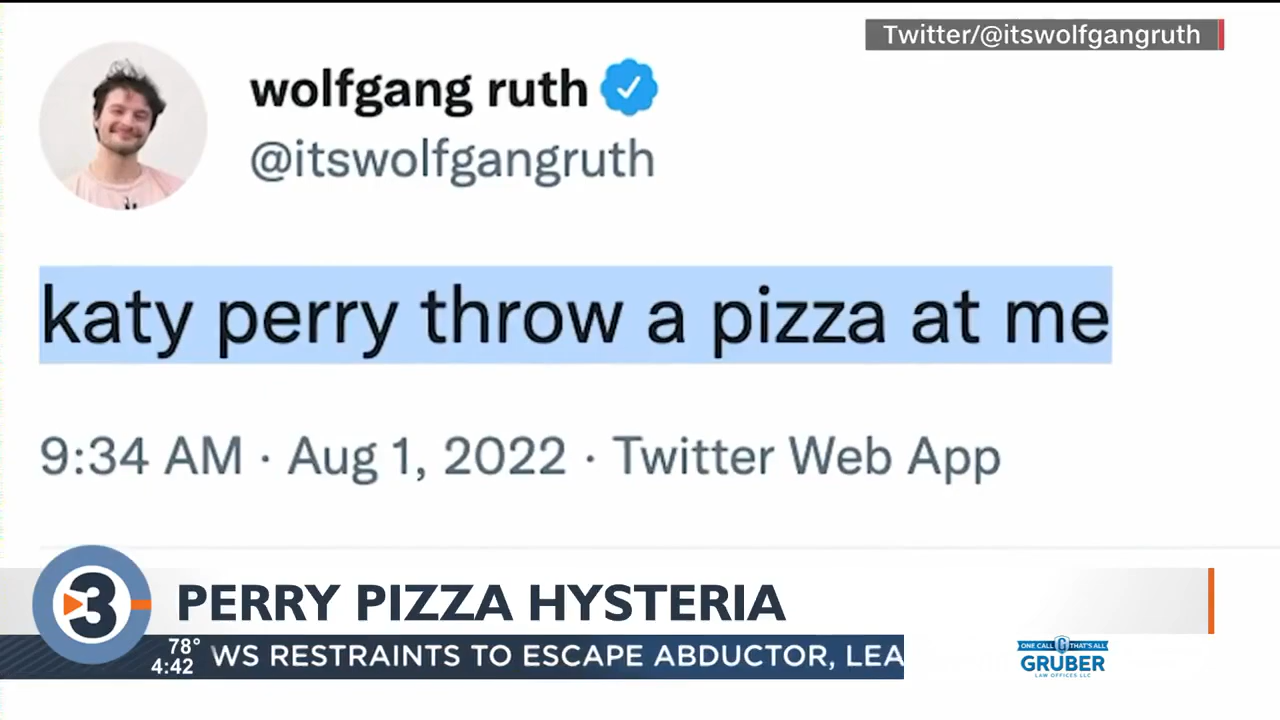 Twitter/@itswolfgangruth
wolfgang ruth
@itswolfgangruth
katy perry throw a pizza at me
9:34 AM · Aug 1, 2022 · Twitter Web App
3
PERRY PIZZA HYSTERIA
78°
4:42
WS RESTRAINTS TO ESCAPE ABDUCTOR, LEA
ONE CALL G THAT'S ALL
GRUBER
LAW OFFICES LLC